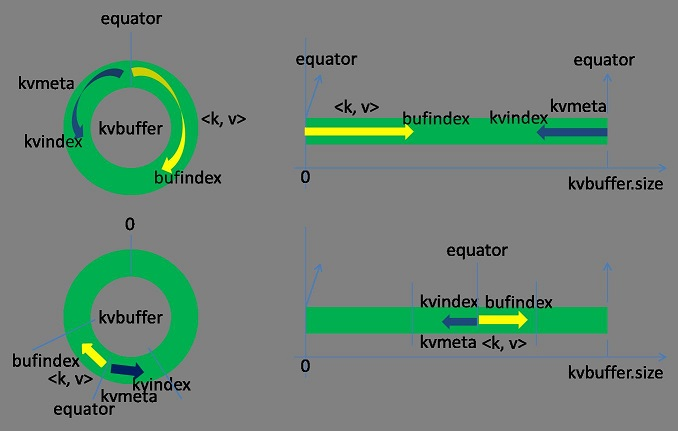 equator
kvmeta
kvindex
kvbuffer
<k, v>
bufindex
equator
equator
<k, v>
bufindex
kvindex
kvmeta
0
kvbuffer.size
0
kvbuffer
bufindex
<k, v>
kvindex
kvmeta
equator
equator
kvindex
bufindex
kvmeta
<k, v>
0
kvbuffer.size